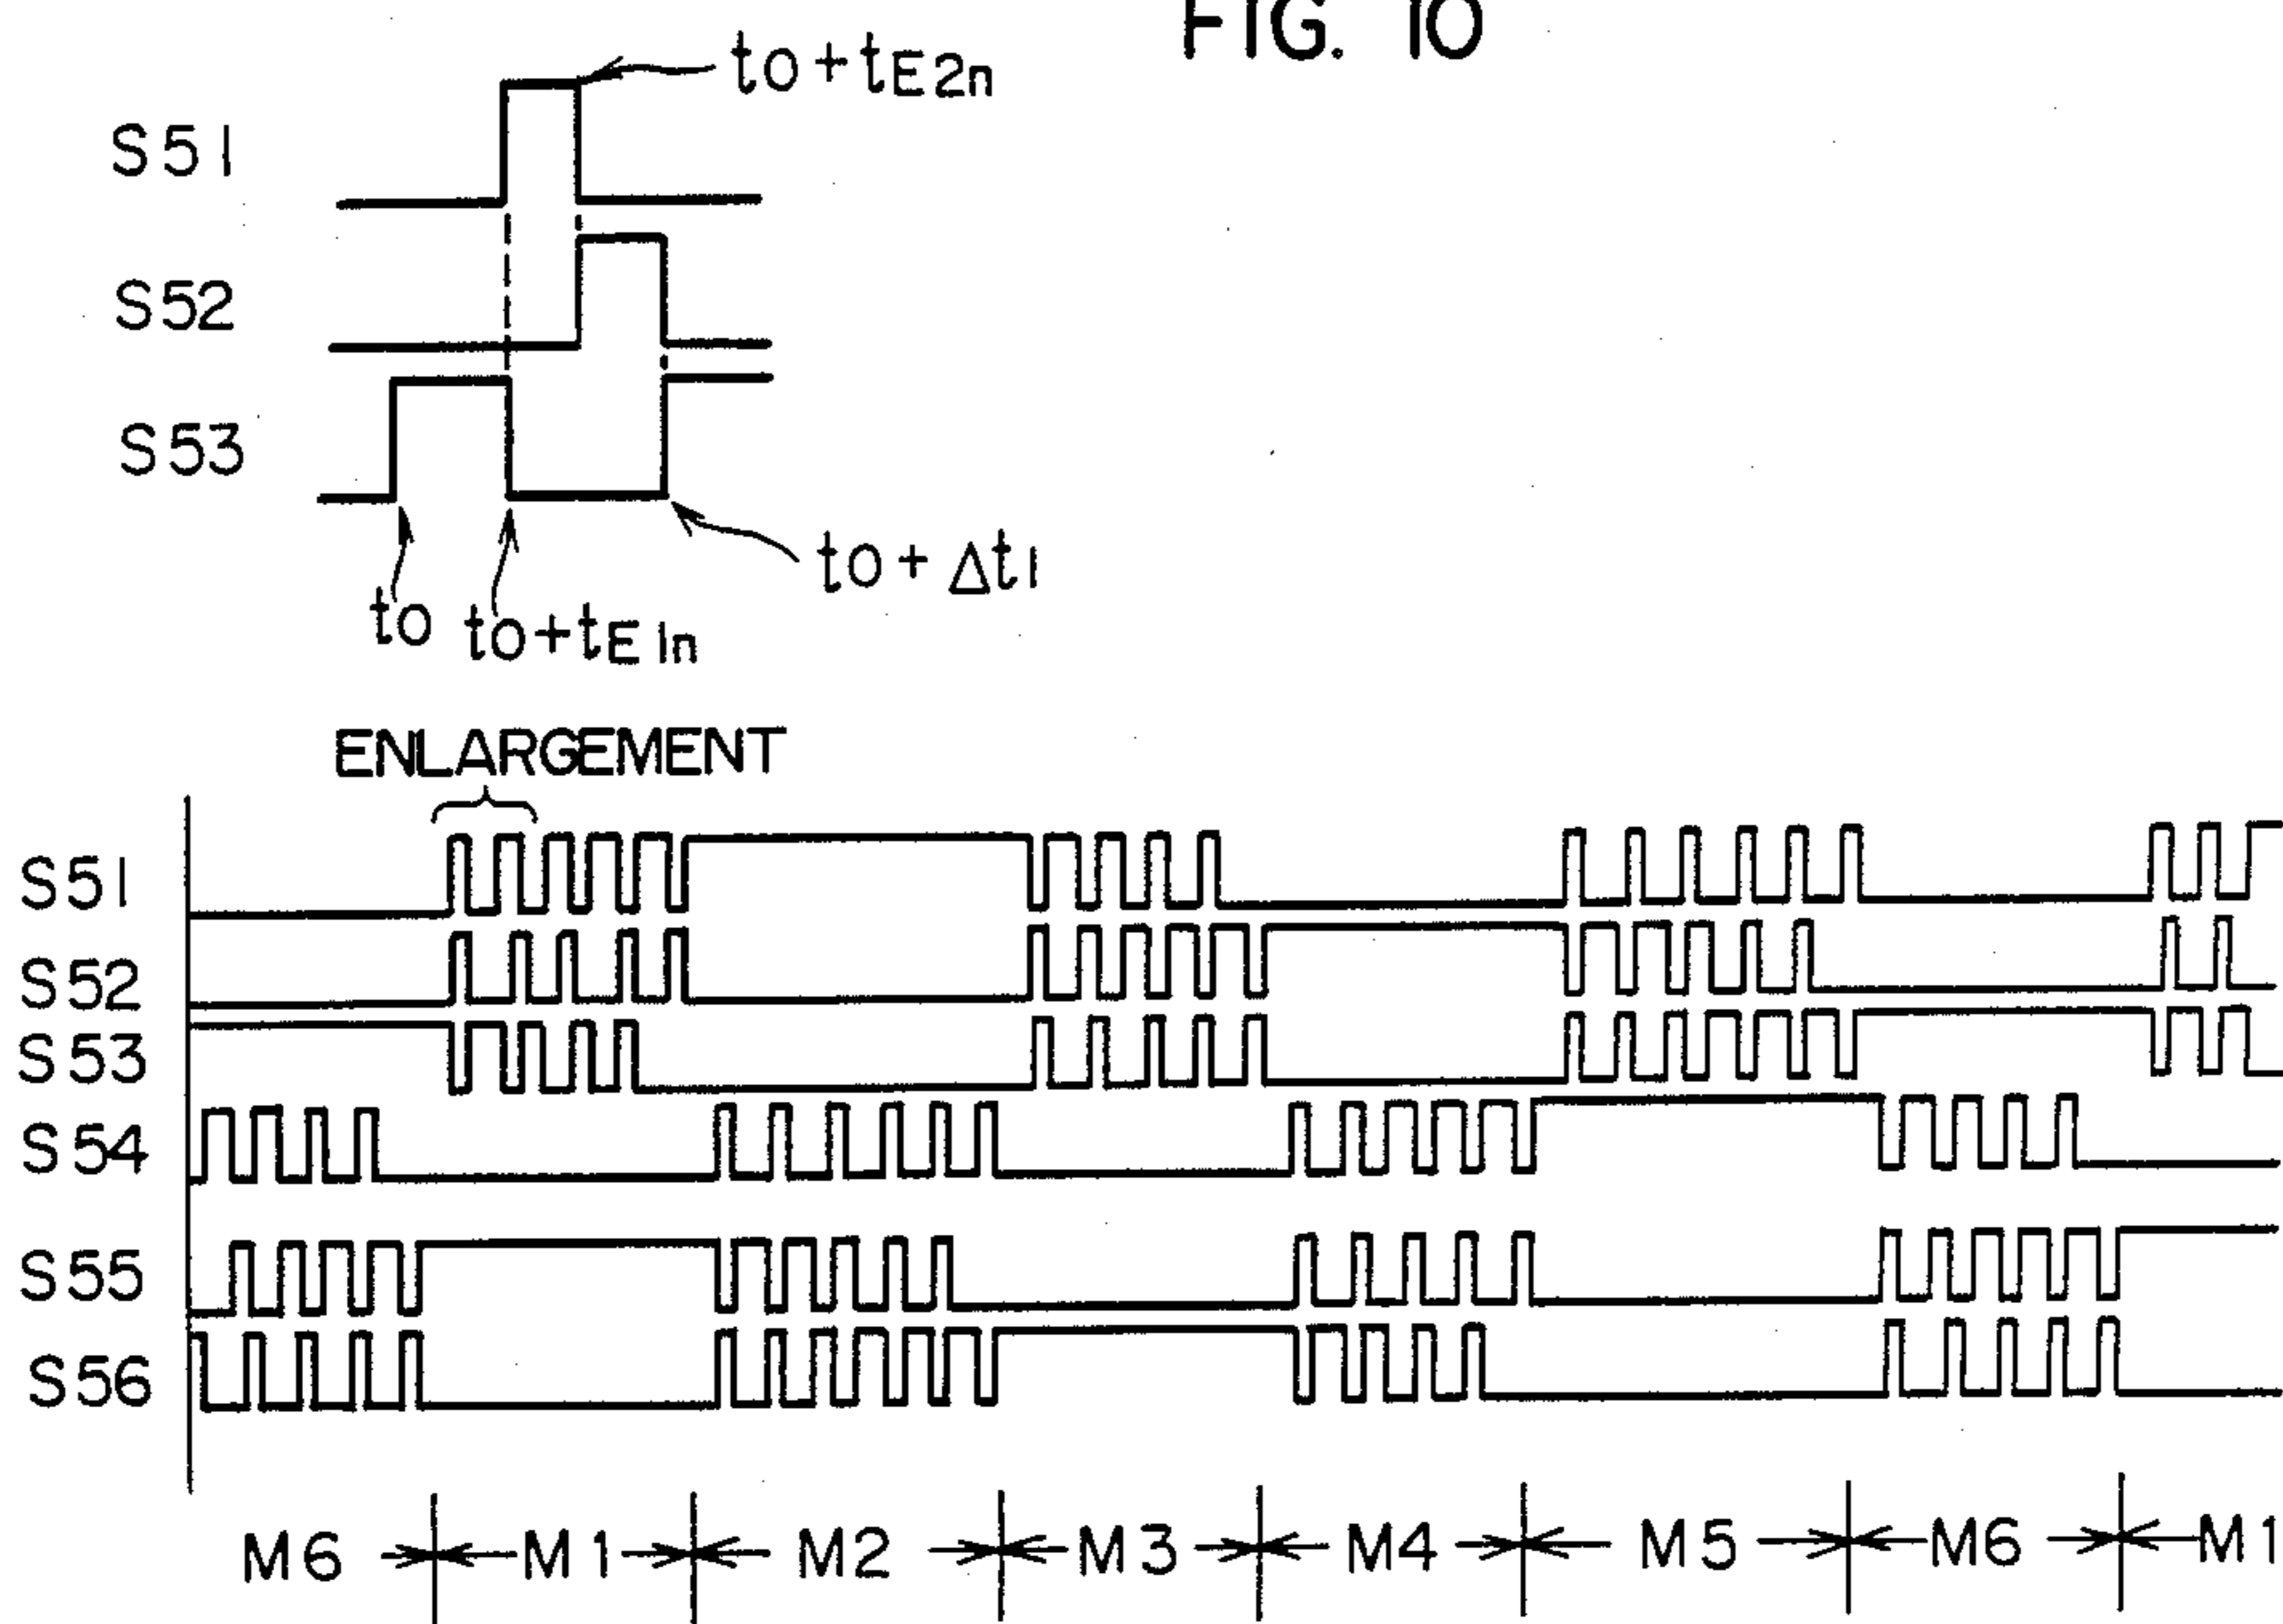 FIG. 10
t0+tE2n
S51
S52
S53
t0+Δt1
t0 t0+tE1n
ENLARGEMENT
S51
S52
S53
S54
S55
S56
M6 M1 M2 M3 M4 M5 M6 M1